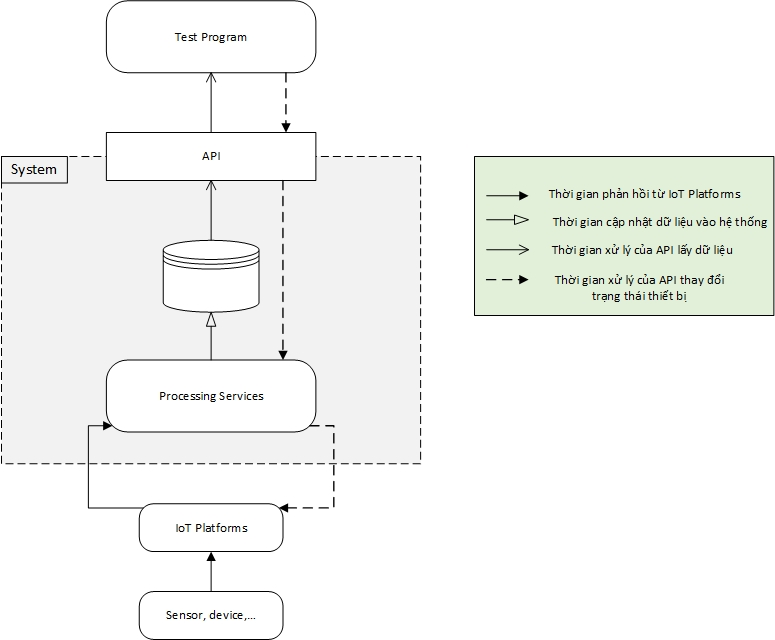 Test Program
API
System
Processing Services
IoT Platforms
Sensor, device,...
Thời gian phản hồi từ IoT Platforms
Thời gian cập nhật dữ liệu vào hệ thống
Thời gian xử lý của API lấy dữ liệu
Thời gian xử lý của API thay đổi
trạng thái thiết bị